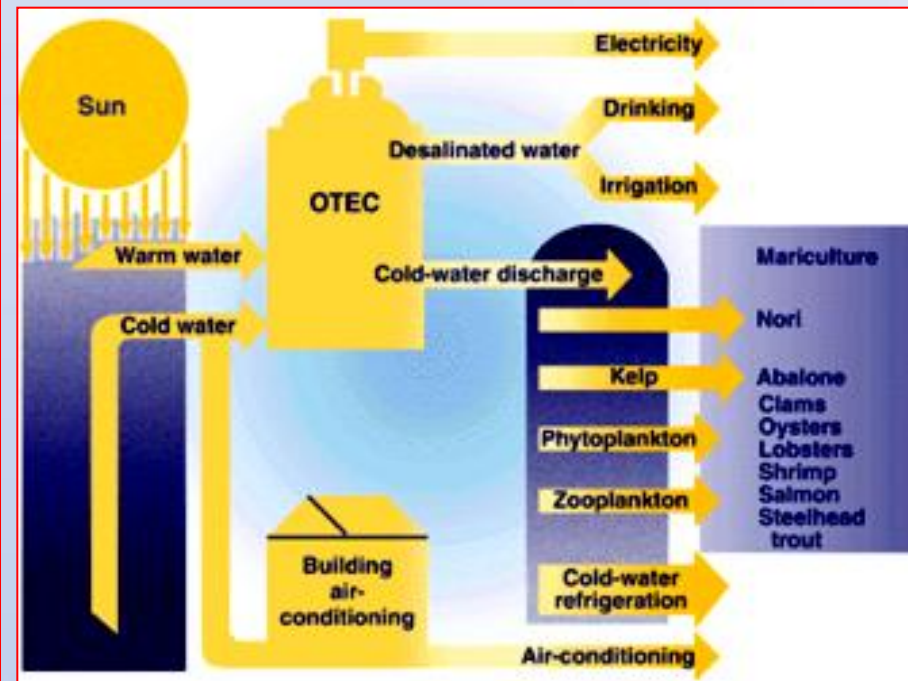 Sun
Electricity
Drinking
Desalinated water
Irrigation
OTEC
Warm water
Cold-water discharge
Cold water
Mariculture
Nori
Kelp
Abalone
Clams
Phytoplankton
Oysters
Lobsters
Shrimp
Zooplankton
Salmon
Steelhead
trout
Building
air-
conditioning
Cold-water
refrigeration
Air-conditioning